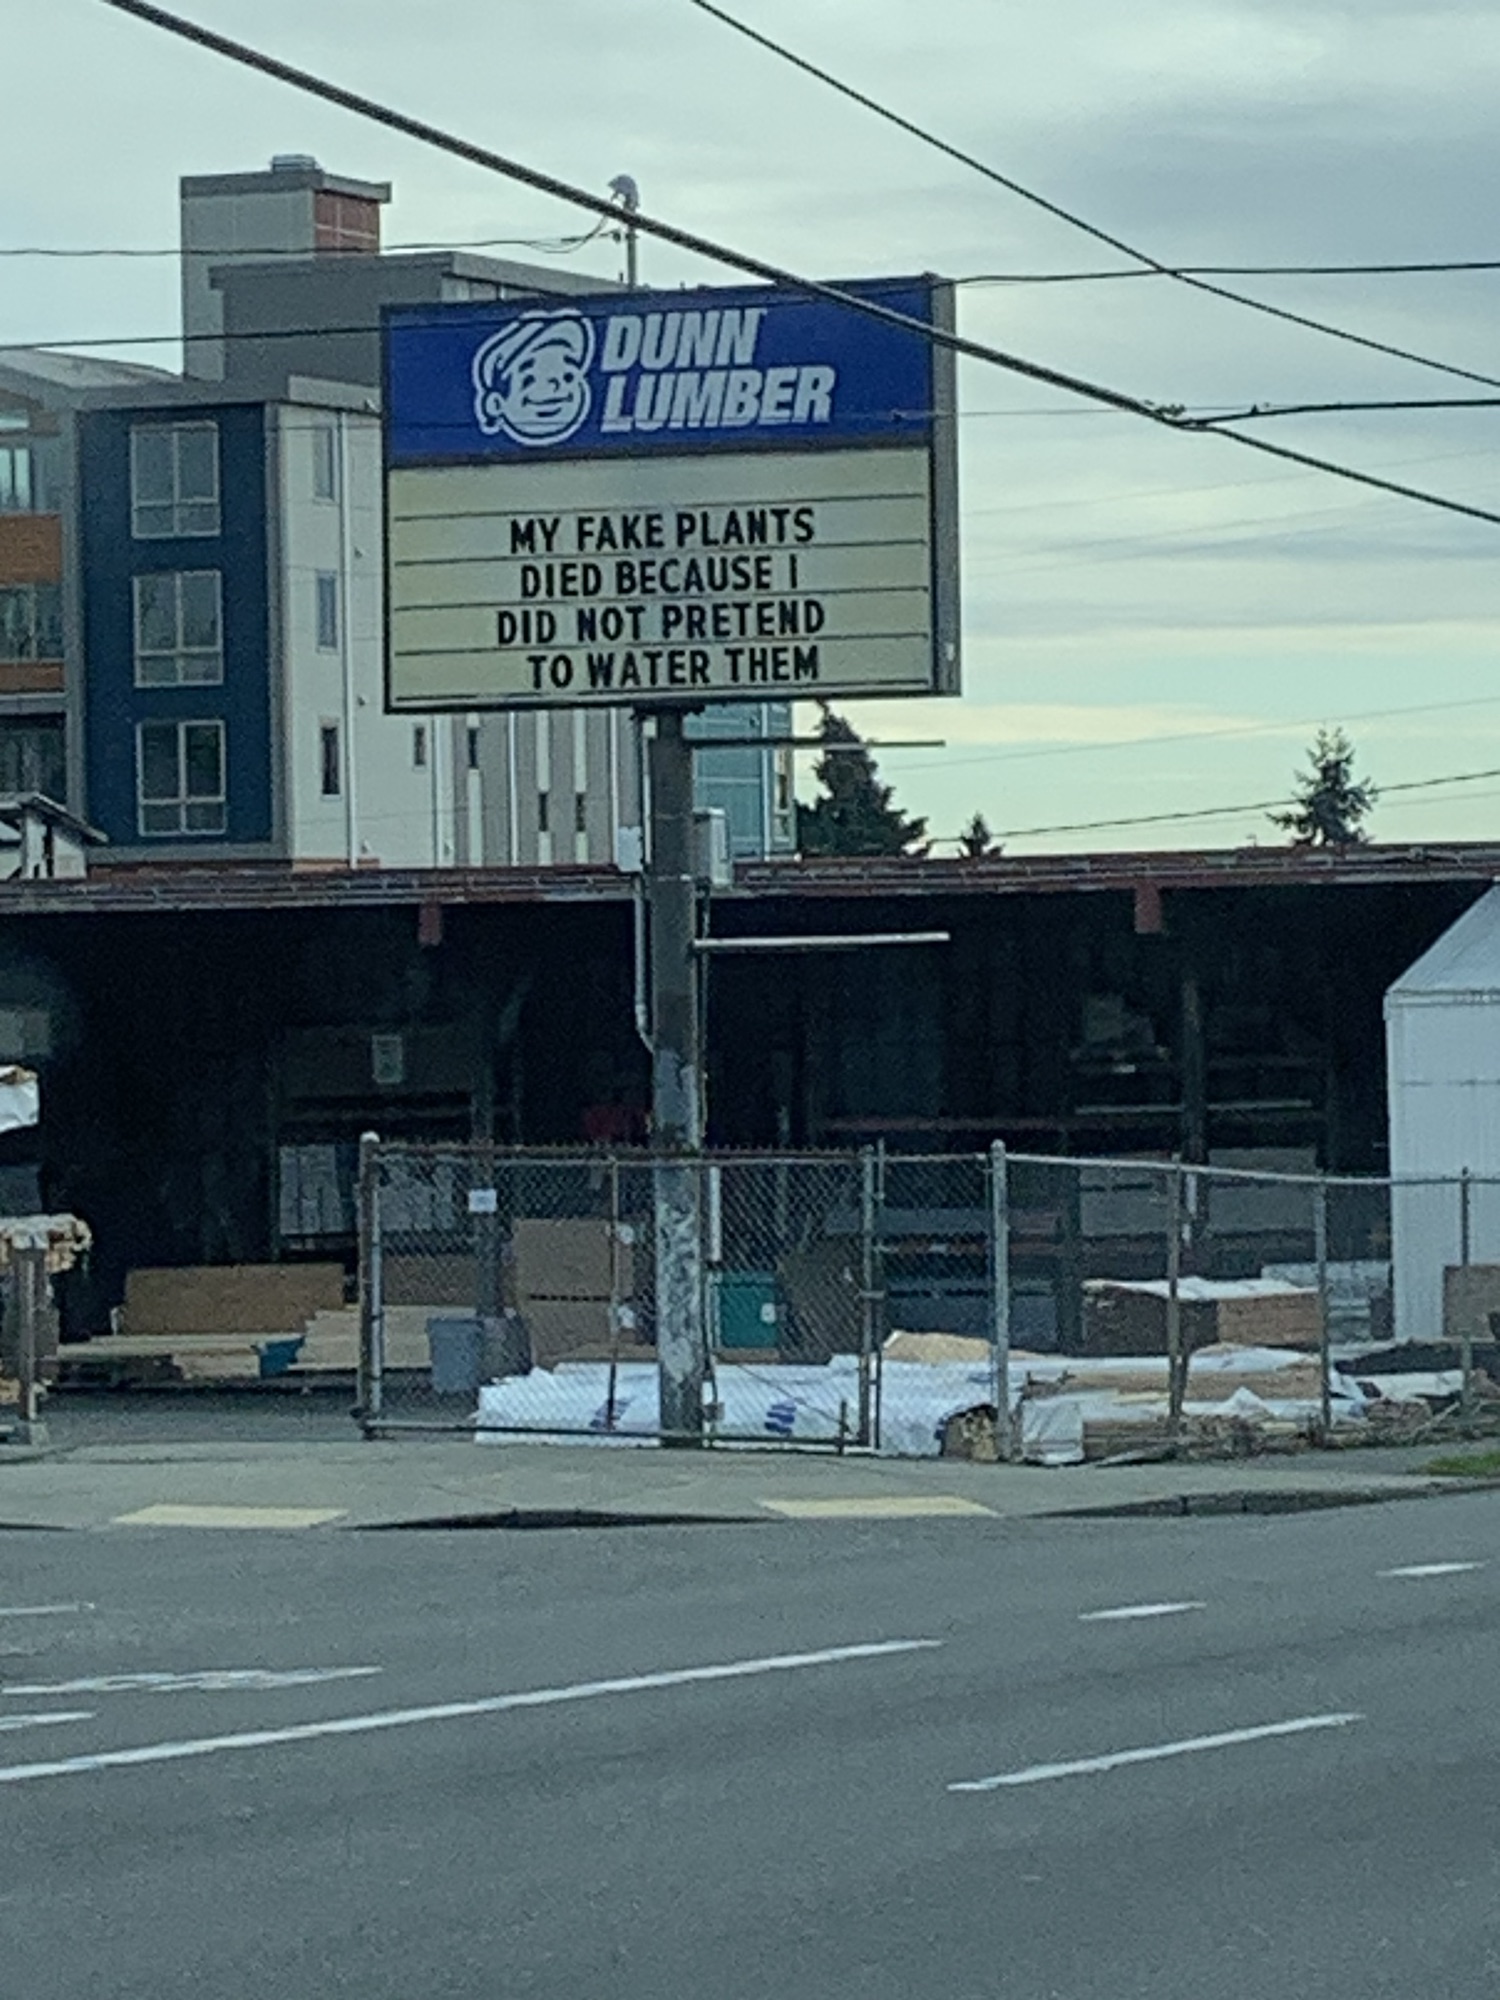 DUNN
LUMBER
MY FAKE PLANTS
DIED BECAUSE I
DID NOT PRETEND
TO WATER THEM